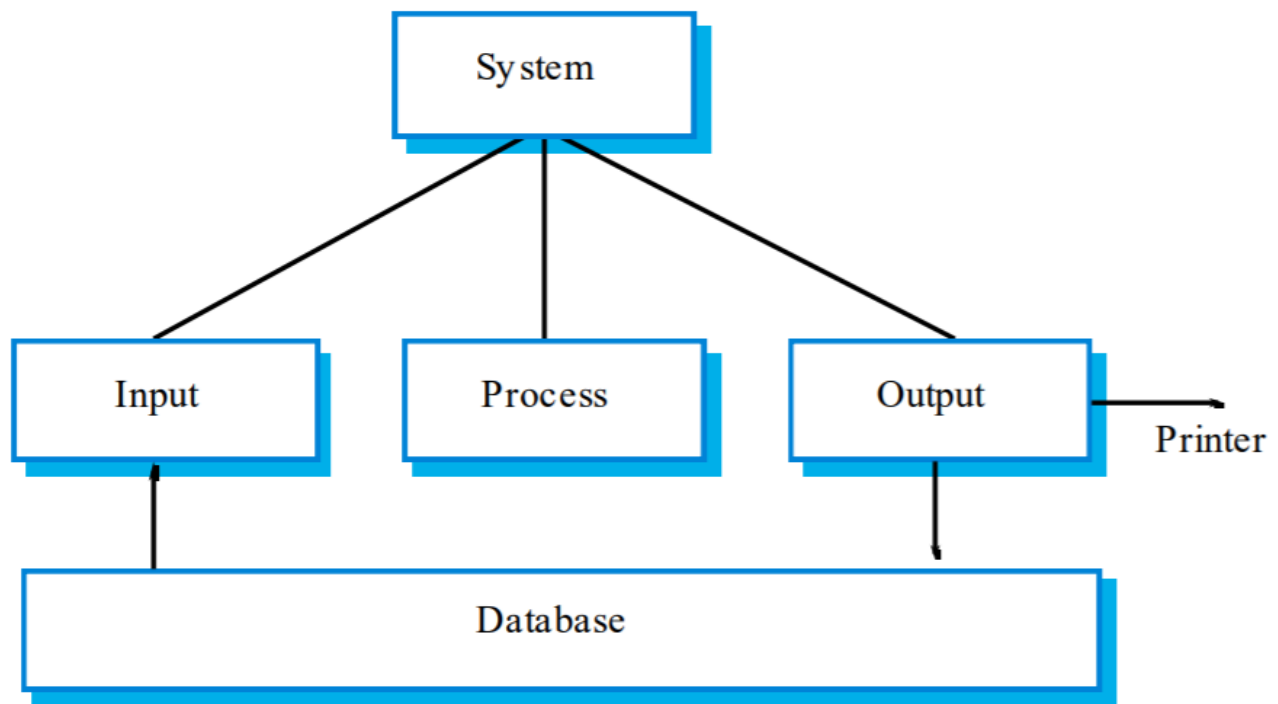 System
Input
Process
Output
Printer
Database